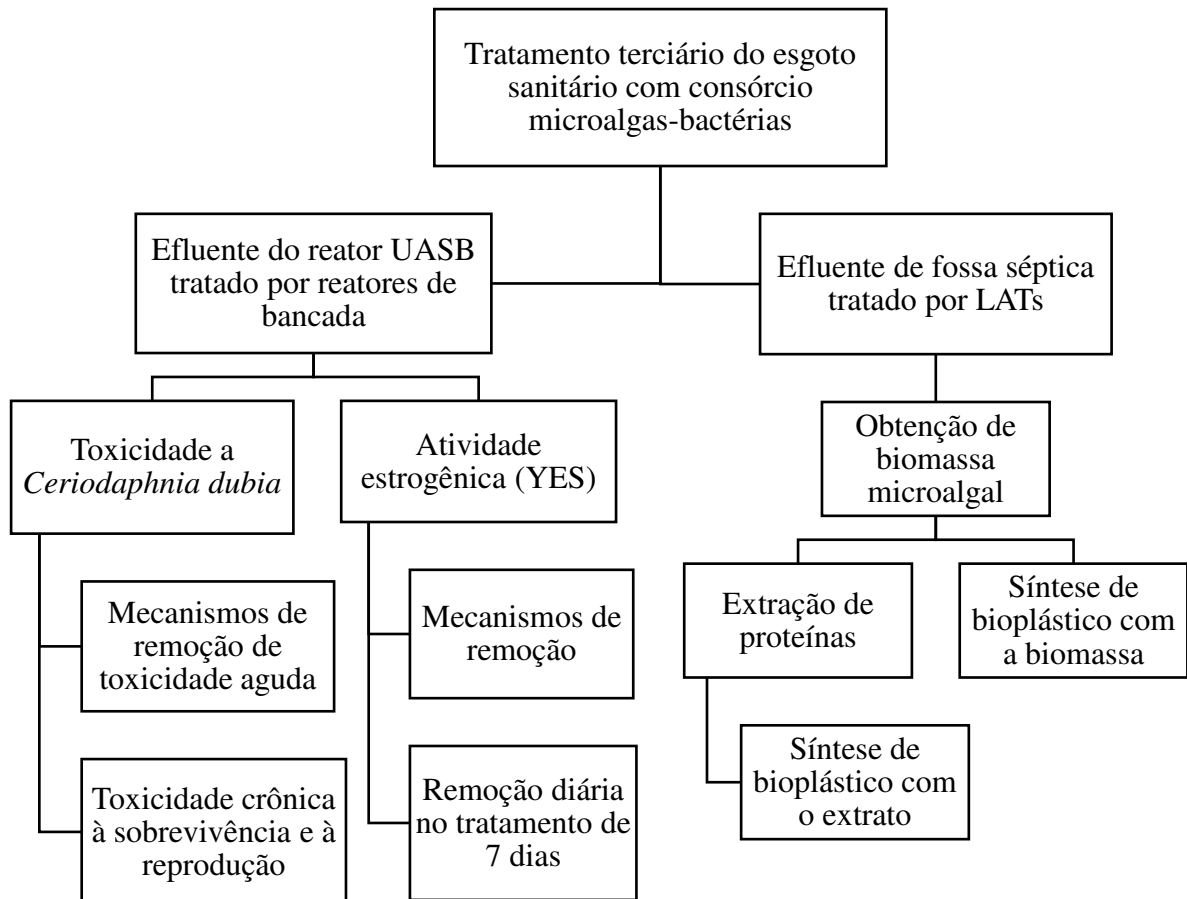 Tratamento terciário do esgoto
sanitário com consórcio
microalgas-bactérias
Efluente do reator UASB
tratado por reatores de
bancada
Efluente de fossa séptica
tratado por LATs
Toxicidade a
Ceriodaphnia dubia
Atividade
estrogênica (YES)
Obtenção de
biomassa
microalgal
Mecanismos de
remoção de
toxicidade aguda
Mecanismos de
remoção
Extração de
proteínas
Síntese de
bioplástico com
a biomassa
Toxicidade crônica
à sobrevivência e à
reprodução
Remoção diária
no tratamento de
7 dias
Síntese de
bioplástico com
o extrato